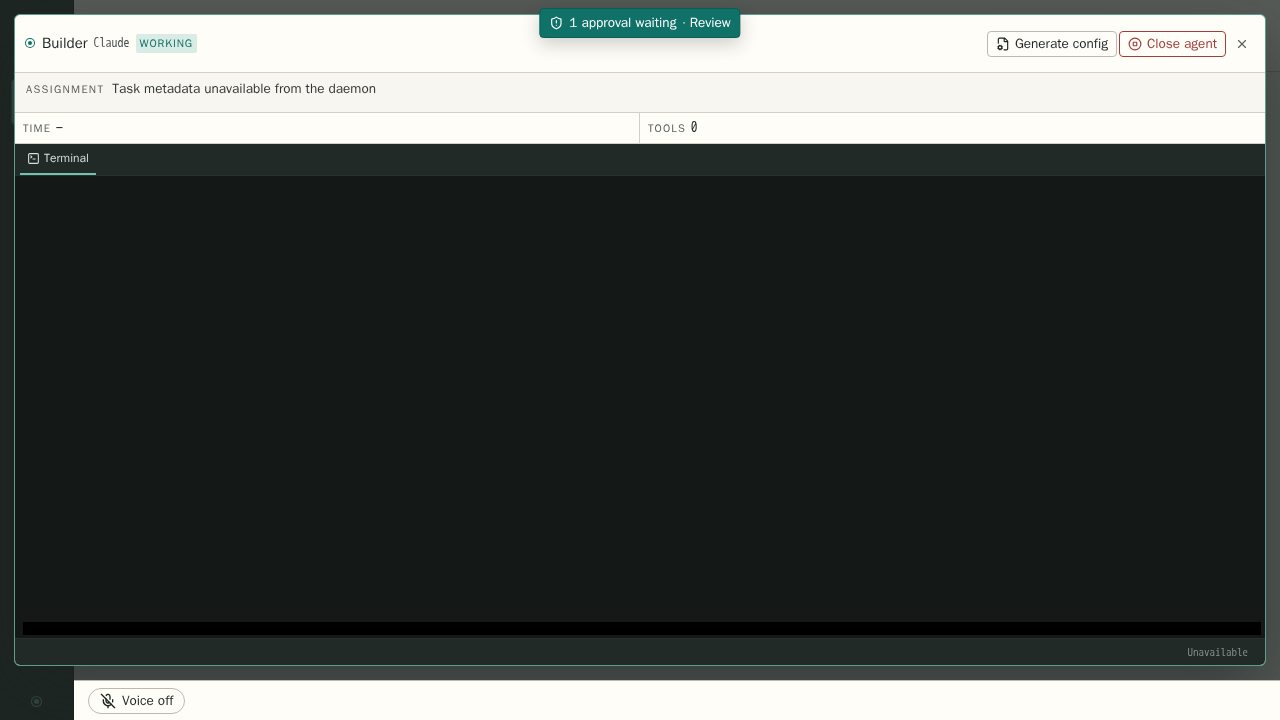 1 approval waiting · Review
Builder Claude WORKING
Generate config
Close agent
ASSIGNMENT Task metadata unavailable from the daemon
TIME –
TOOLS 0
Terminal
Unavailable
Voice off